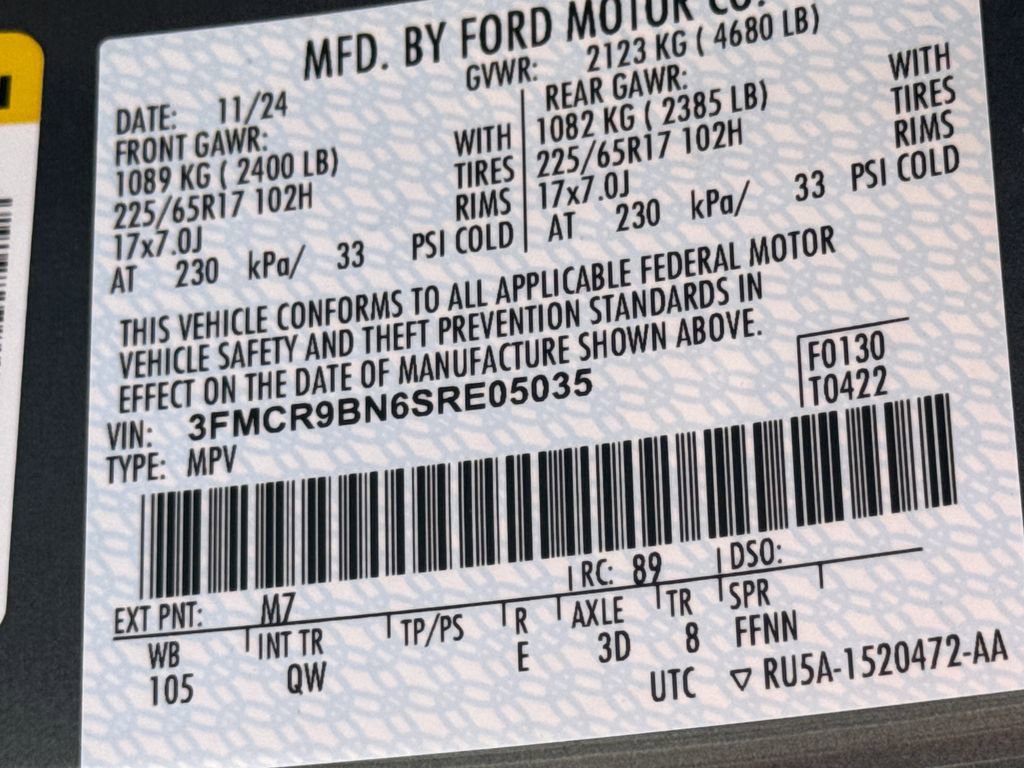 MFD. BY FORD MOTOR CO.
GVWR: 2123 KG ( 4680 LB)
DATE: 11/24
FRONT GAWR:
1089 KG ( 2400 LB) WITH
225/65R17 102H TIRES
17x7.0J RIMS
AT 230 kPa/ 33 PSI COLD
REAR GAWR:
1082 KG ( 2385 LB) WITH
225/65R17 102H TIRES
17x7.0J RIMS
AT 230 kPa/ 33 PSI COLD
THIS VEHICLE CONFORMS TO ALL APPLICABLE FEDERAL MOTOR
VEHICLE SAFETY AND THEFT PREVENTION STANDARDS IN
EFFECT ON THE DATE OF MANUFACTURE SHOWN ABOVE.
VIN: 3FMCR9BN6SRE05035
TYPE: MPV
F0130
T0422
EXT PNT: M7 RC: 89 DSO:
WB INT TR TP/PS R AXLE TR SPR
105 QW E 3D 8 FFNN
UTC ▽ RU5A-1520472-AA